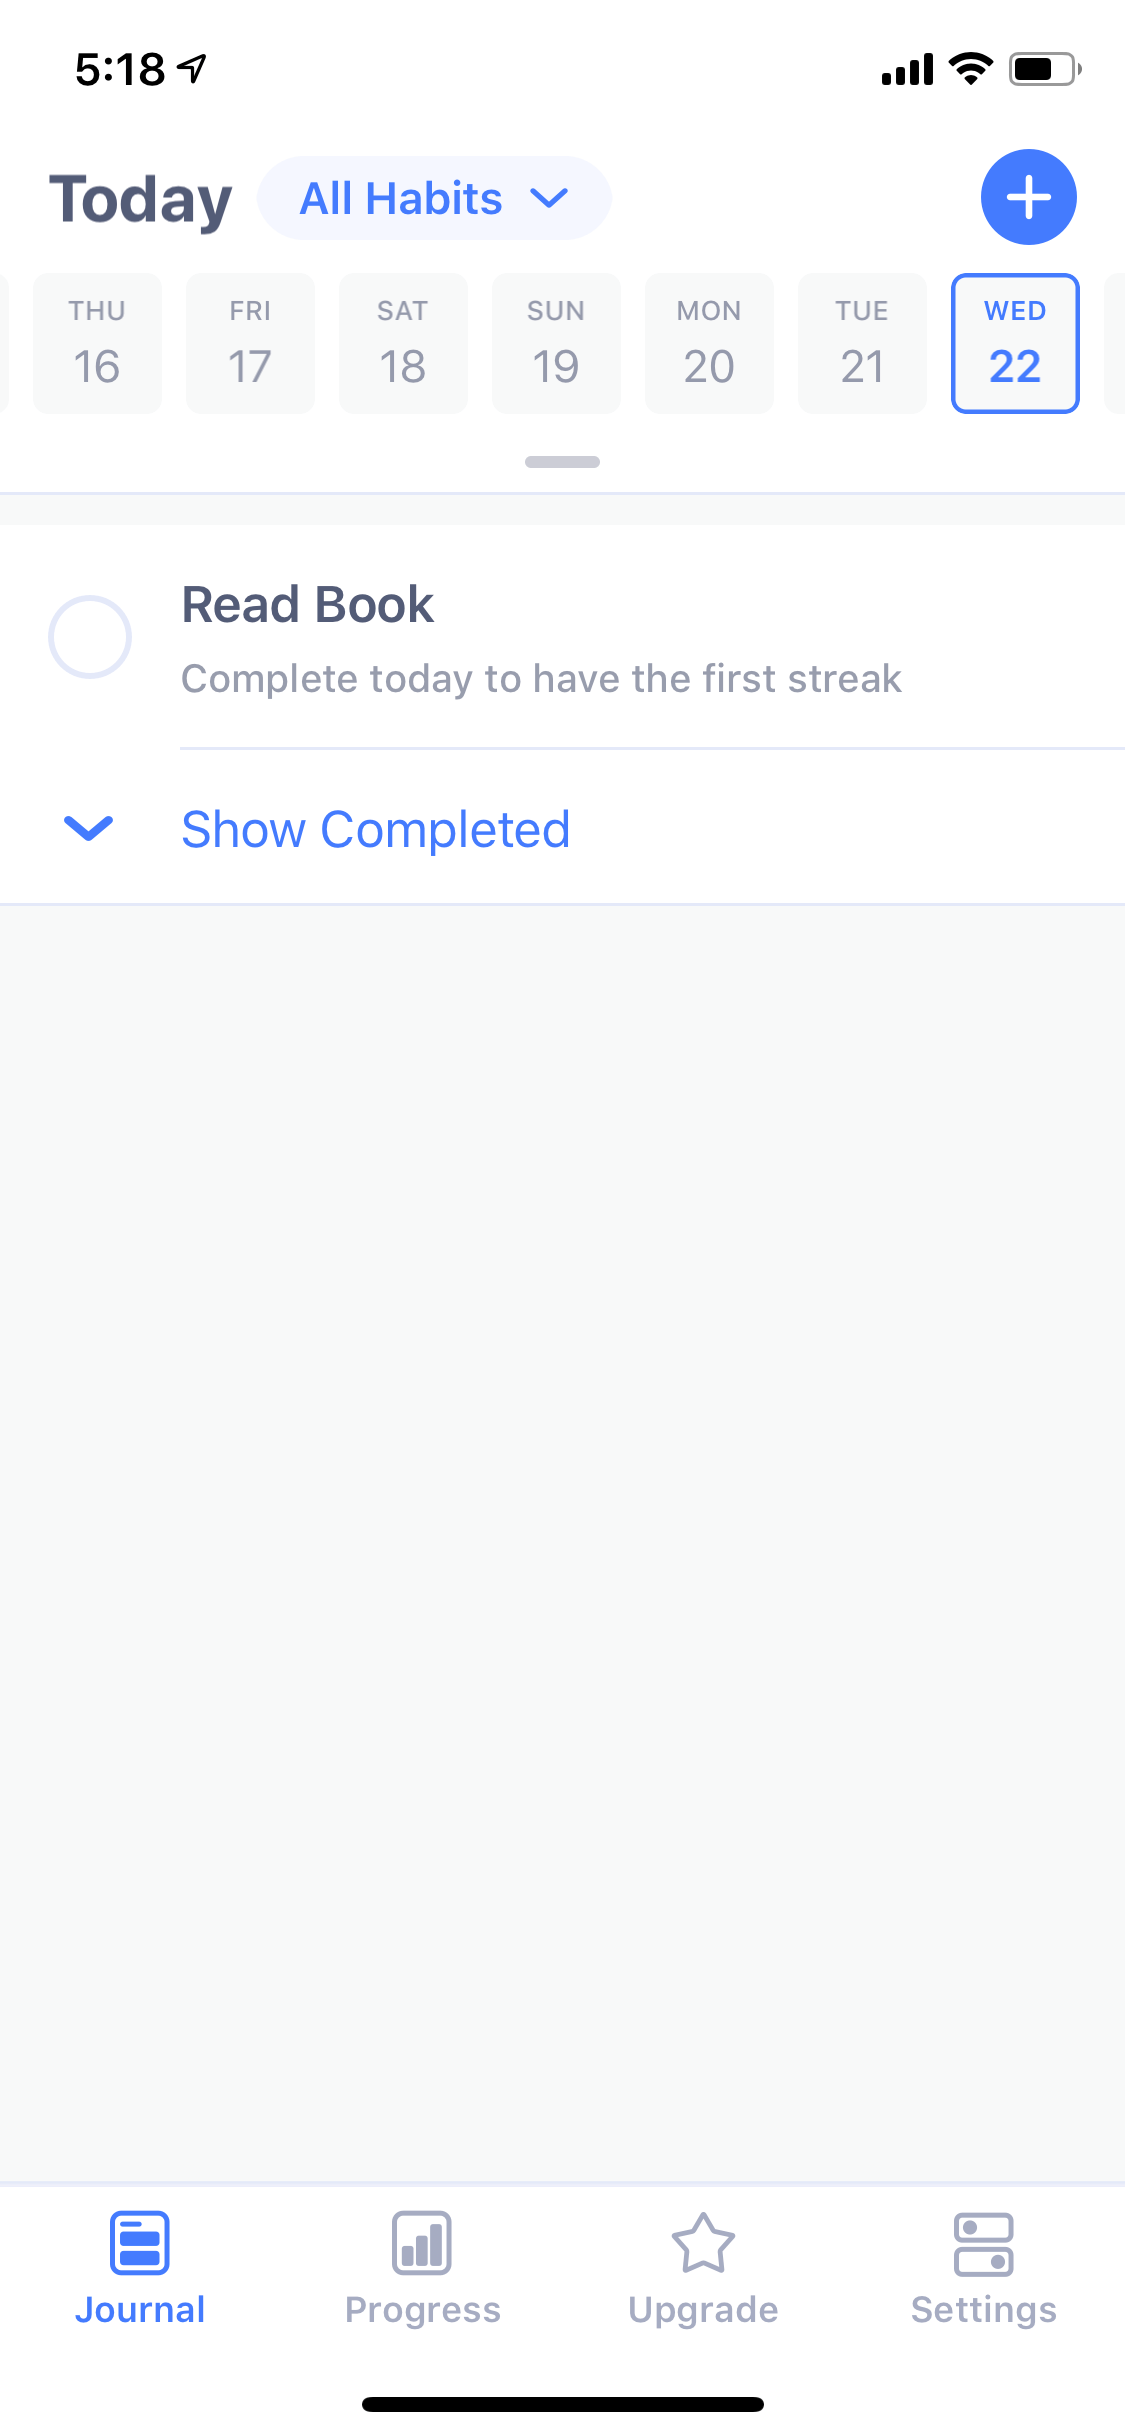 5:18
Today All Habits
THU FRI SAT SUN MON TUE WED
16 17 18 19 20 21 22
Read Book
Complete today to have the first streak
Show Completed
Journal Progress Upgrade Settings